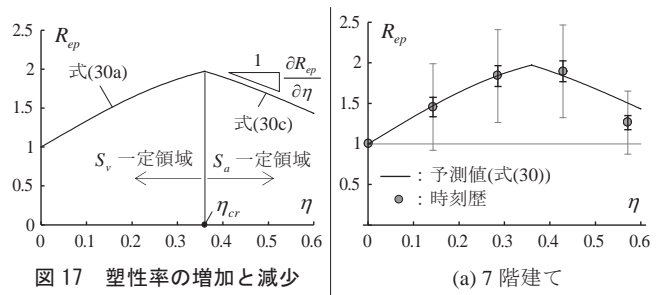 R_ep
2.5
2
1.5
1
0.5
0 0.1 0.2 0.3 0.4 0.5 0.6
式(30a)
1
∂R_ep
∂η
式(30c)
S_v 一定領域
S_a 一定領域
η_cr
η
図 17 塑性率の増加と減少
R_ep
2.5
2
1.5
1
0.5
0 0.1 0.2 0.3 0.4 0.5 0.6
: 予測値(式(30))
: 時刻歴
η
(a) 7 階建て